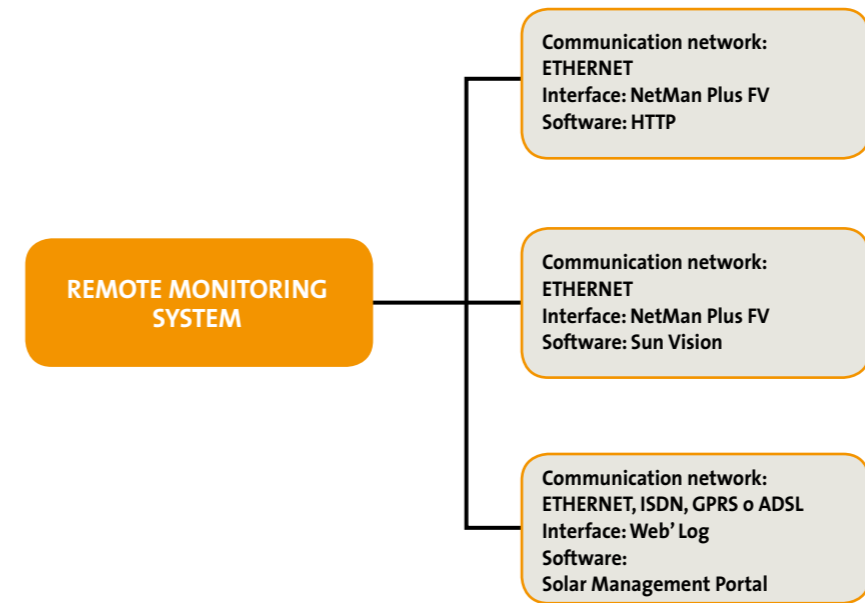 Communication network:
ETHERNET
Interface: NetMan Plus FV
Software: HTTP
REMOTE MONITORING
SYSTEM
Communication network:
ETHERNET
Interface: NetMan Plus FV
Software: Sun Vision
Communication network:
ETHERNET, ISDN, GPRS o ADSL
Interface: Web’ Log
Software:
Solar Management Portal